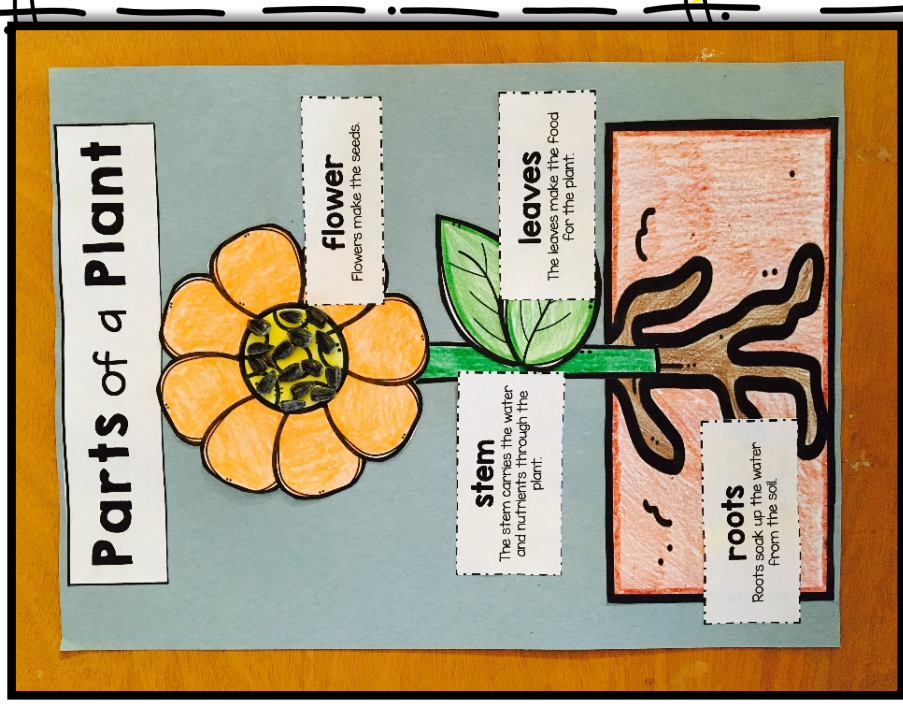 Parts of a Plant
flower
Flowers make the seeds.
leaves
The leaves make the food
for the plant.
stem
The stem carries the water
and nutrients through the
plant.
roots
Roots soak up the water
from the soil.